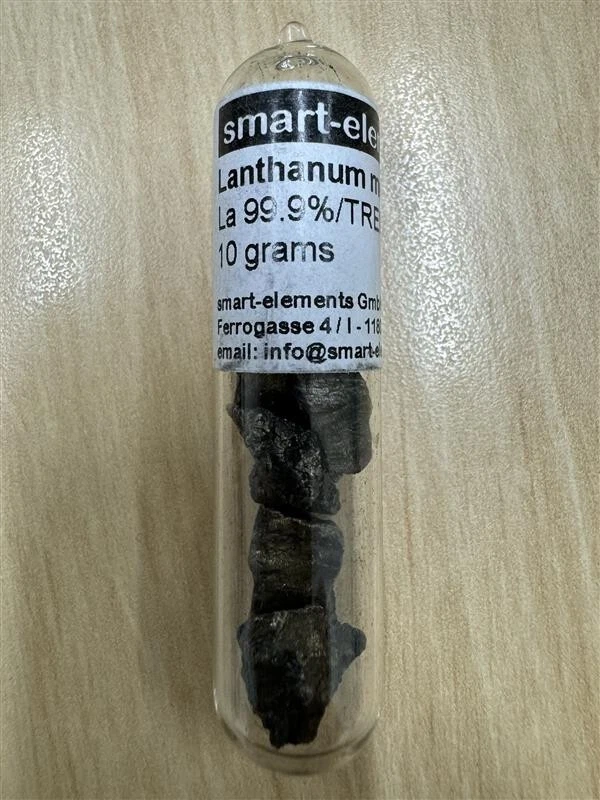 smart-ele
Lanthanum m
La 99.9%/TRE
10 grams
smart-elements Gmb
Ferrogasse 4 / I - 118
email: info@smart-el